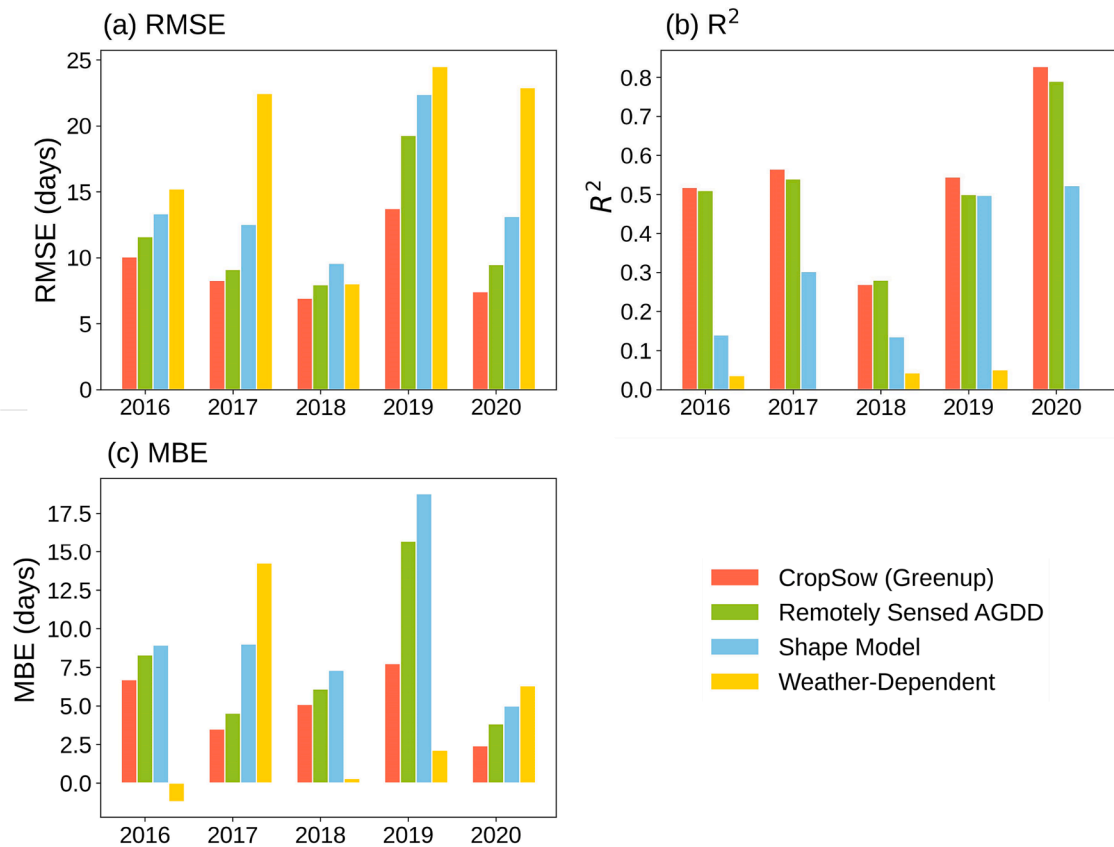 (a) RMSE
25
20
15
10
5
0
RMSE (days)
2016 2017 2018 2019 2020
(b) R²
0.8
0.7
0.6
0.5
0.4
0.3
0.2
0.1
0.0
R²
2016 2017 2018 2019 2020
(c) MBE
17.5
15.0
12.5
10.0
7.5
5.0
2.5
0.0
MBE (days)
2016 2017 2018 2019 2020
CropSow (Greenup)
Remotely Sensed AGDD
Shape Model
Weather-Dependent